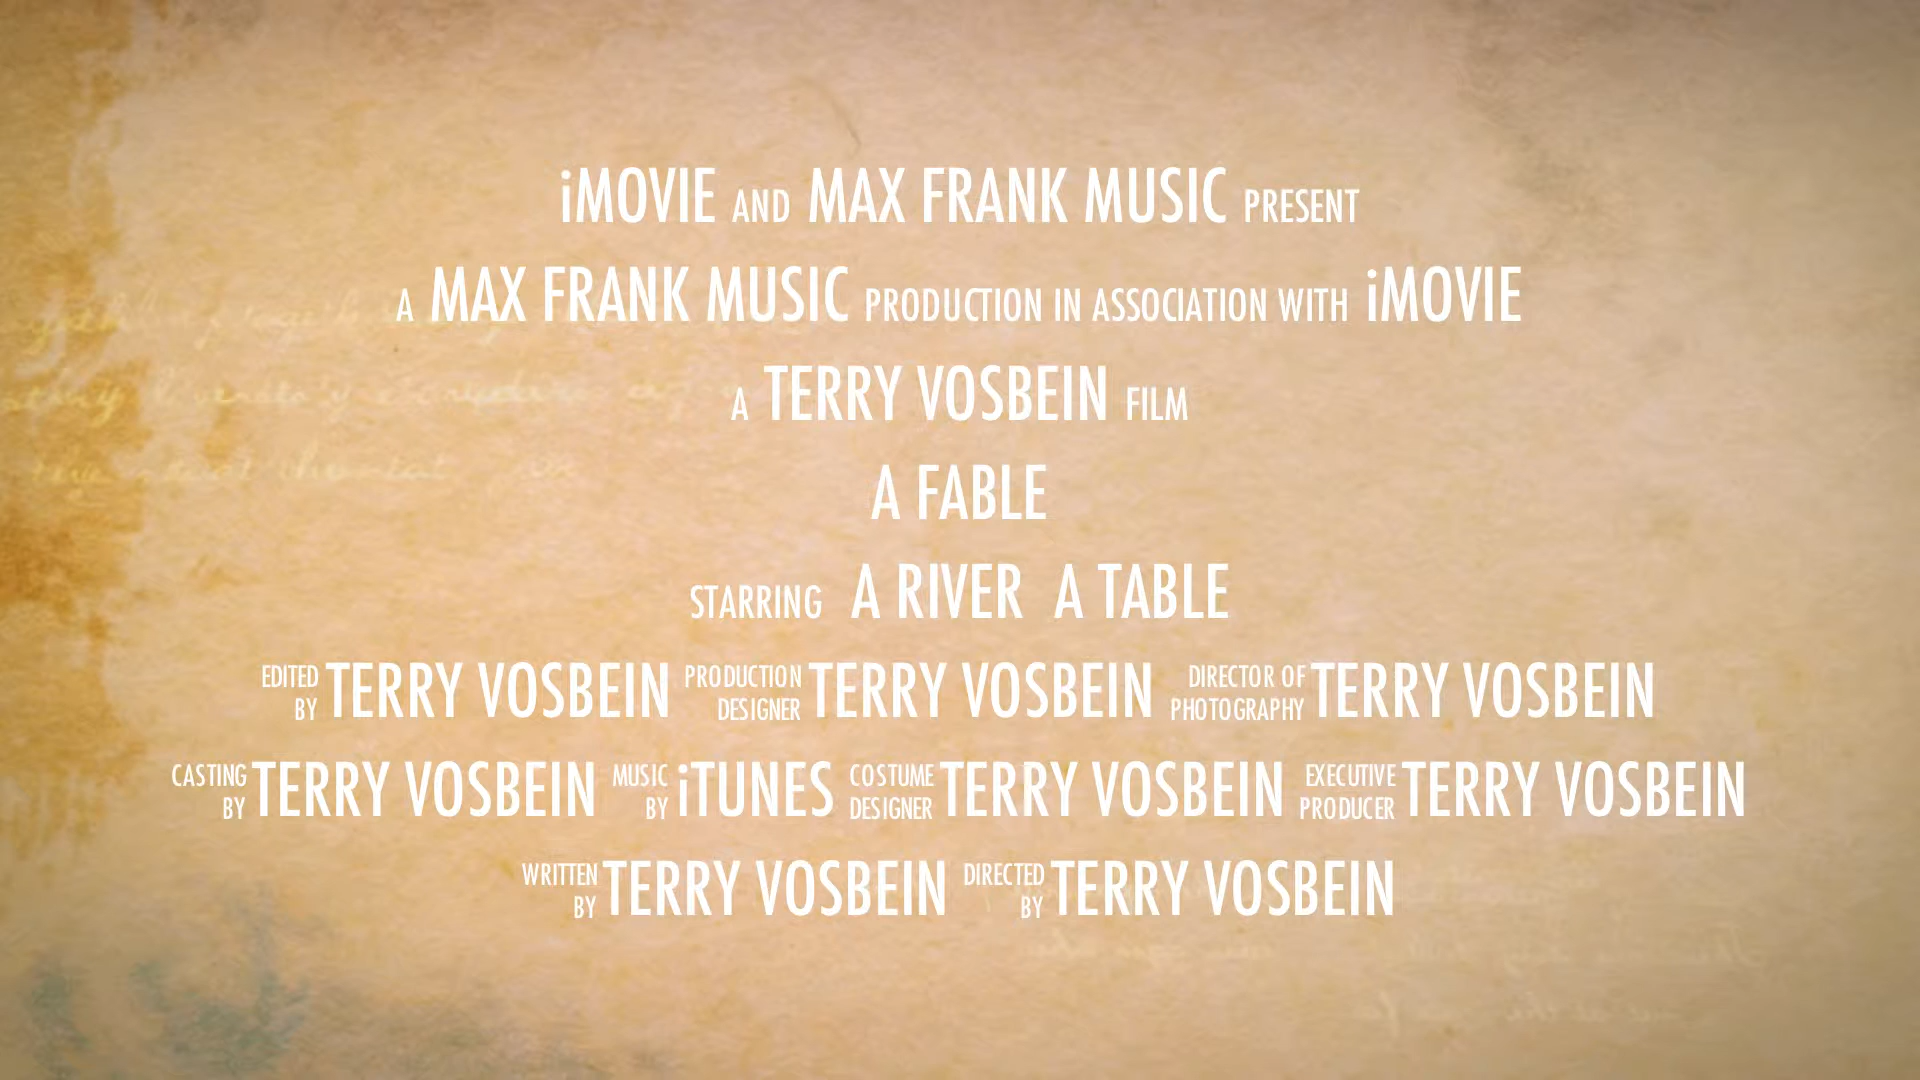 iMOVIE AND MAX FRANK MUSIC PRESENT
A MAX FRANK MUSIC PRODUCTION IN ASSOCIATION WITH iMOVIE
A TERRY VOSBEIN FILM
A FABLE
STARRING A RIVER A TABLE
EDITED BY TERRY VOSBEIN PRODUCTION DESIGNER TERRY VOSBEIN DIRECTOR OF PHOTOGRAPHY TERRY VOSBEIN
CASTING BY TERRY VOSBEIN MUSIC BY iTUNES COSTUME DESIGNER TERRY VOSBEIN EXECUTIVE PRODUCER TERRY VOSBEIN
WRITTEN BY TERRY VOSBEIN DIRECTED BY TERRY VOSBEIN